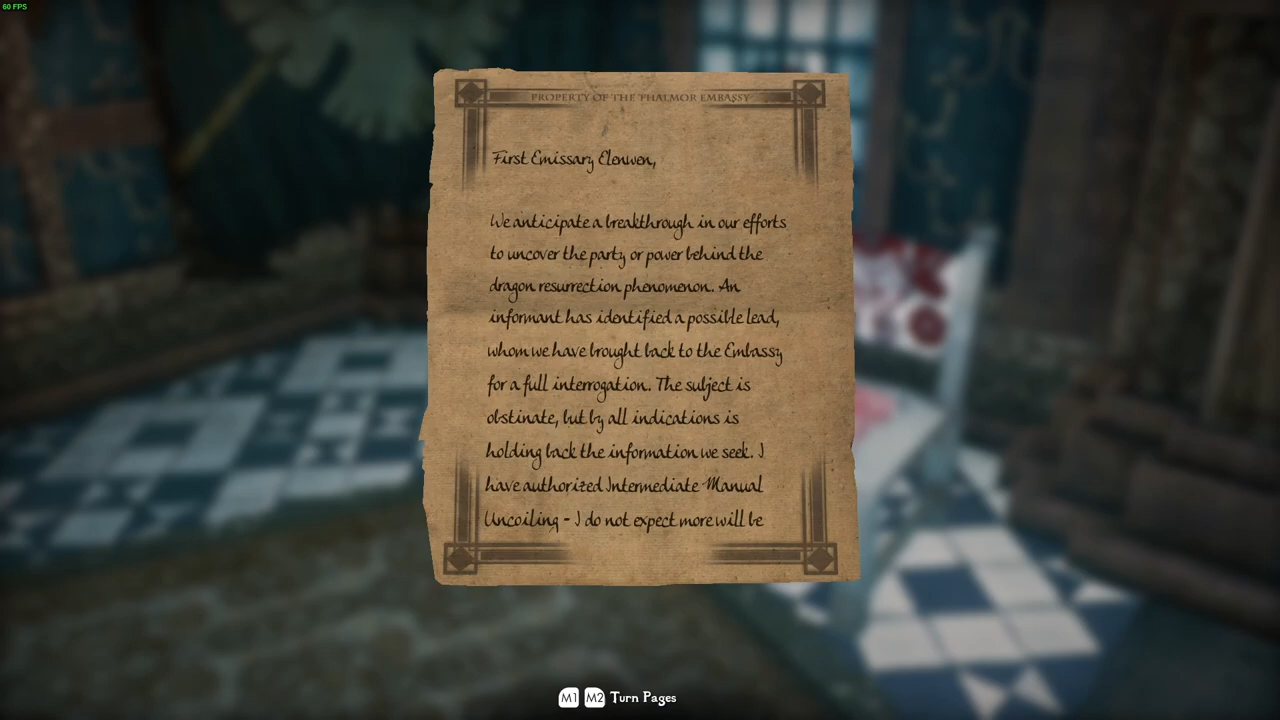 60 FPS
PROPERTY OF THE THALMOR EMBASSY
First Emissary Elenwen,
We anticipate a breakthrough in our efforts
to uncover the party or power behind the
dragon resurrection phenomenon. An
informant has identified a possible lead,
whom we have brought back to the Embassy
for a full interrogation. The subject is
obstinate, but by all indications is
holding back the information we seek. I
have authorized Intermediate Manual
Uncoiling - I do not expect more will be
M1 M2 Turn Pages